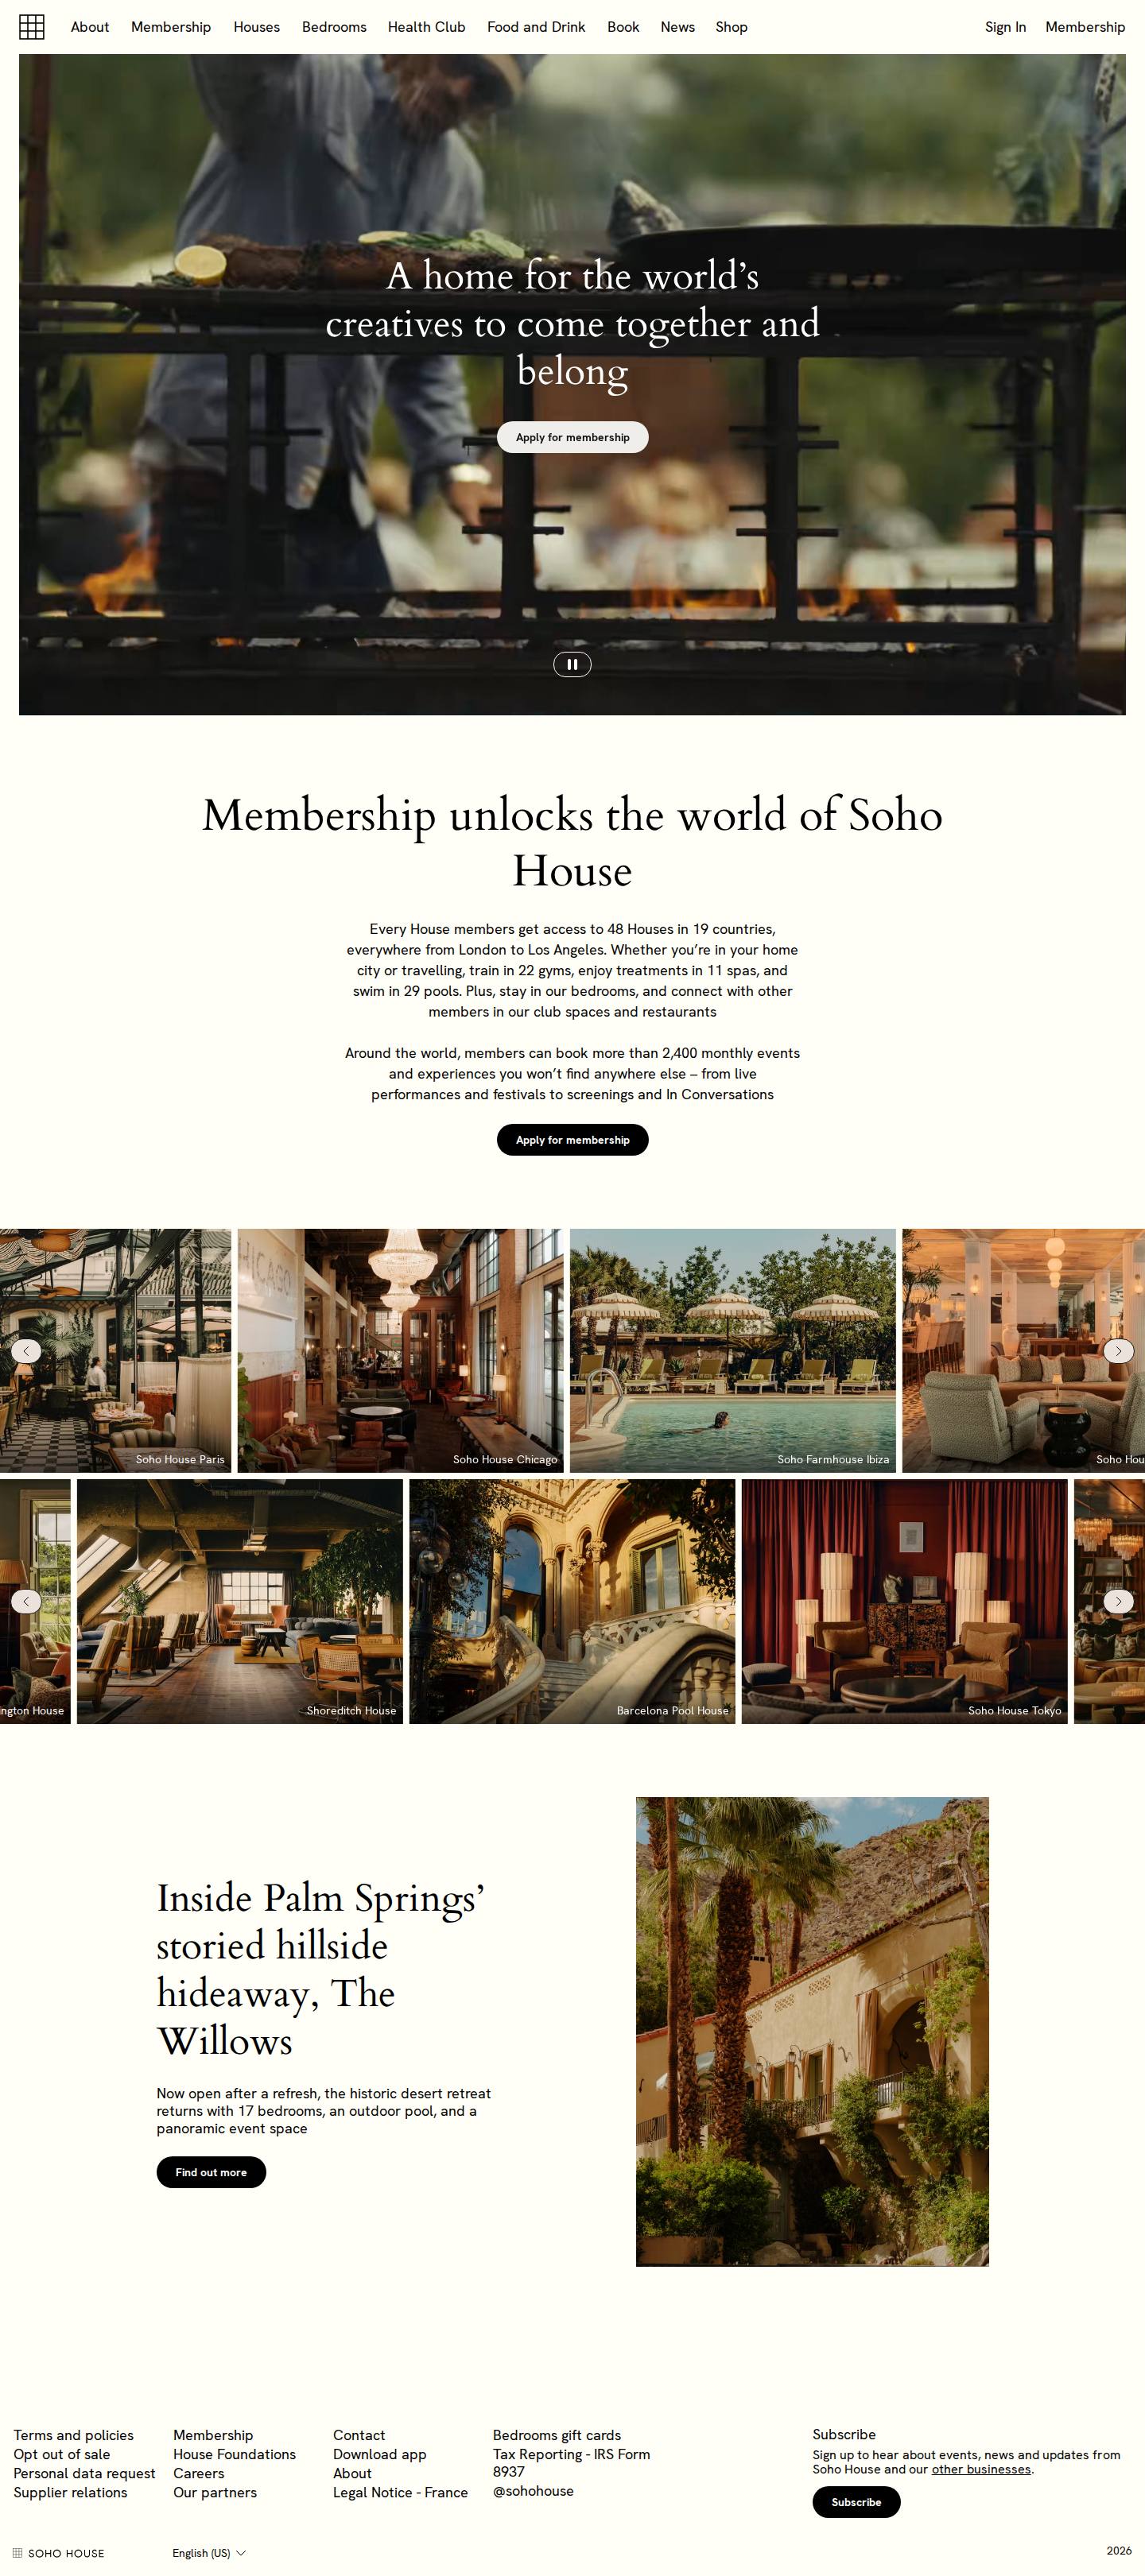 About Membership Houses Bedrooms Health Club Food and Drink Book News Shop Sign In Membership
A home for the world’s
creatives to come together and
belong
Apply for membership
Membership unlocks the world of Soho
House
Every House members get access to 48 Houses in 19 countries,
everywhere from London to Los Angeles. Whether you’re in your home
city or travelling, train in 22 gyms, enjoy treatments in 11 spas, and
swim in 29 pools. Plus, stay in our bedrooms, and connect with other
members in our club spaces and restaurants
Around the world, members can book more than 2,400 monthly events
and experiences you won’t find anywhere else – from live
performances and festivals to screenings and In Conversations
Apply for membership
Soho House Paris
Soho House Chicago
Soho Farmhouse Ibiza
Soho Hou
ngton House
Shoreditch House
Barcelona Pool House
Soho House Tokyo
Inside Palm Springs’
storied hillside
hideaway, The
Willows
Now open after a refresh, the historic desert retreat
returns with 17 bedrooms, an outdoor pool, and a
panoramic event space
Find out more
Terms and policies
Opt out of sale
Personal data request
Supplier relations
Membership
House Foundations
Careers
Our partners
Contact
Download app
About
Legal Notice - France
Bedrooms gift cards
Tax Reporting - IRS Form
8937
@sohohouse
Subscribe
Sign up to hear about events, news and updates from
Soho House and our other businesses.
Subscribe
SOHO HOUSE
English (US)
2026